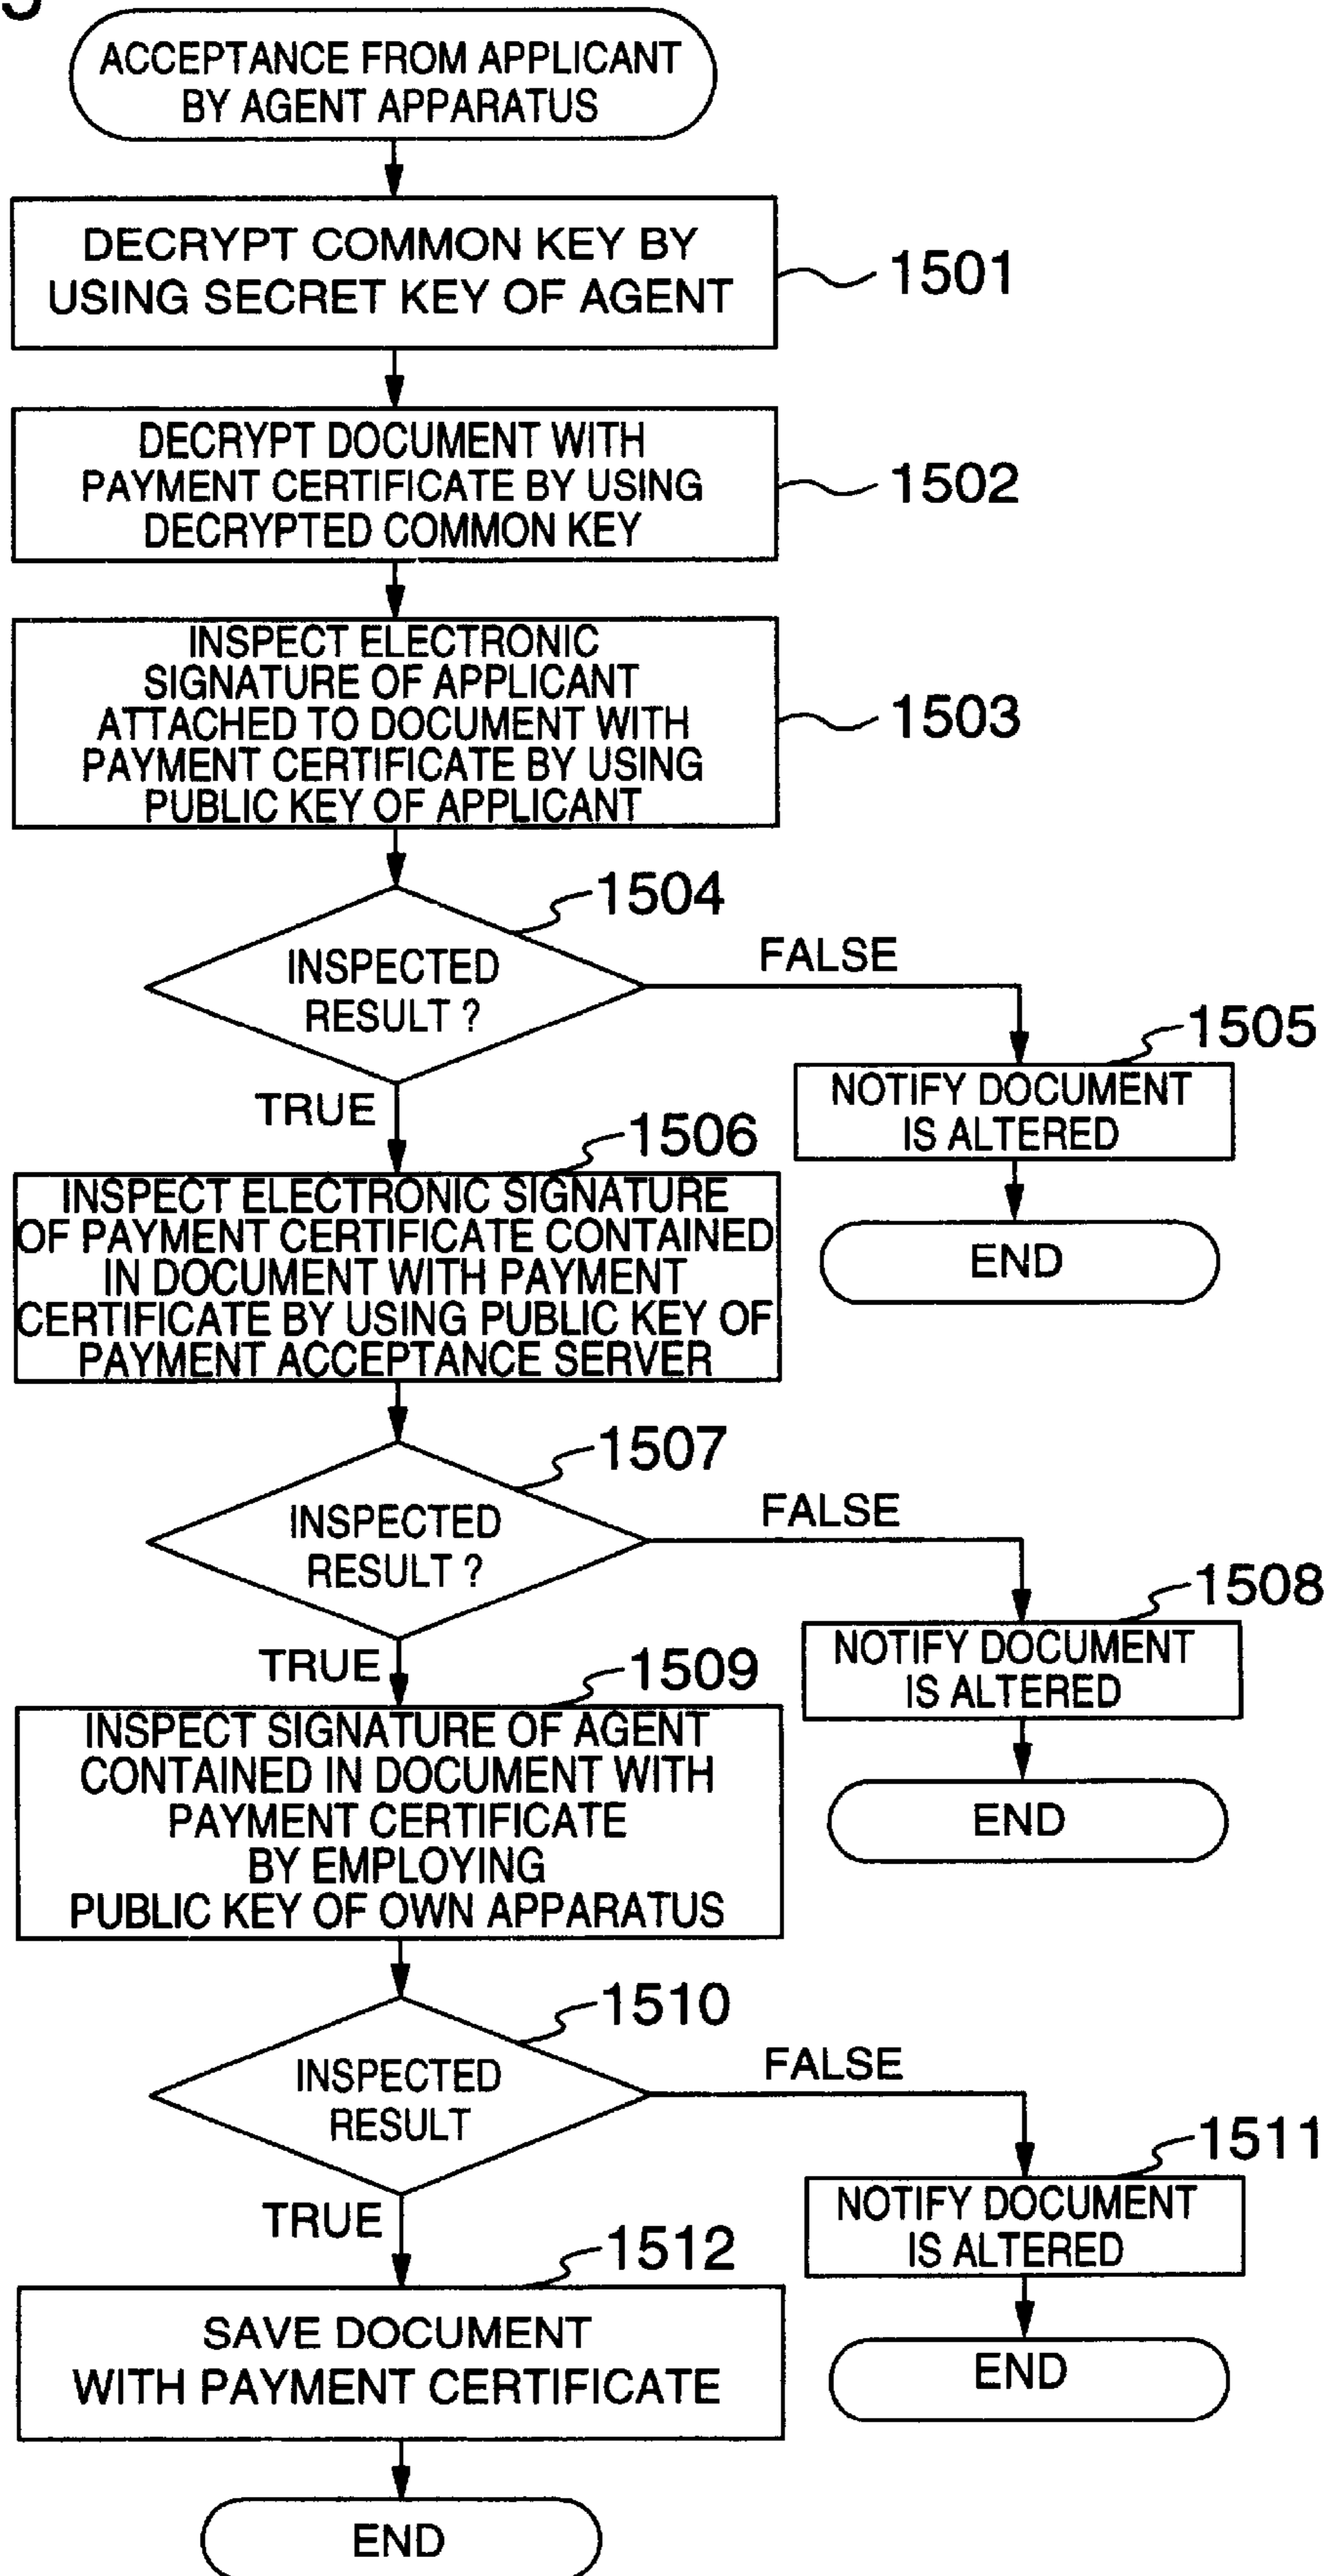 ACCEPTANCE FROM APPLICANT
BY AGENT APPARATUS
DECRYPT COMMON KEY BY
USING SECRET KEY OF AGENT
1501
DECRYPT DOCUMENT WITH
PAYMENT CERTIFICATE BY USING
DECRYPTED COMMON KEY
1502
INSPECT ELECTRONIC
SIGNATURE OF APPLICANT
ATTACHED TO DOCUMENT WITH
PAYMENT CERTIFICATE BY USING
PUBLIC KEY OF APPLICANT
1503
1504
INSPECTED
RESULT ?
FALSE
TRUE
1505
NOTIFY DOCUMENT
IS ALTERED
END
1506
INSPECT ELECTRONIC SIGNATURE
OF PAYMENT CERTIFICATE CONTAINED
IN DOCUMENT WITH PAYMENT
CERTIFICATE BY USING PUBLIC KEY OF
PAYMENT ACCEPTANCE SERVER
1507
INSPECTED
RESULT ?
FALSE
TRUE
1508
NOTIFY DOCUMENT
IS ALTERED
END
1509
INSPECT SIGNATURE OF AGENT
CONTAINED IN DOCUMENT WITH
PAYMENT CERTIFICATE
BY EMPLOYING
PUBLIC KEY OF OWN APPARATUS
1510
INSPECTED
RESULT
FALSE
TRUE
1511
NOTIFY DOCUMENT
IS ALTERED
END
1512
SAVE DOCUMENT
WITH PAYMENT CERTIFICATE
END